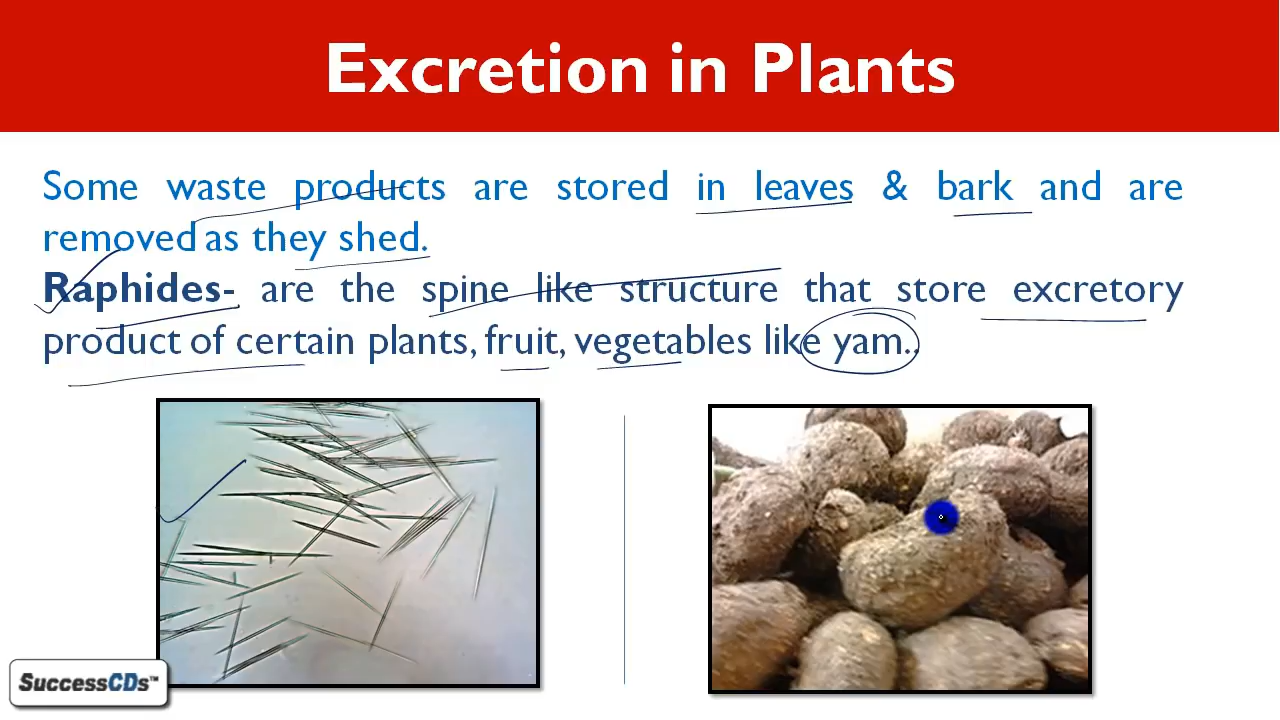 Excretion in Plants
Some waste products are stored in leaves & bark and are
removed as they shed.
Raphides- are the spine like structure that store excretory
product of certain plants, fruit, vegetables like yam..
SuccessCDs™